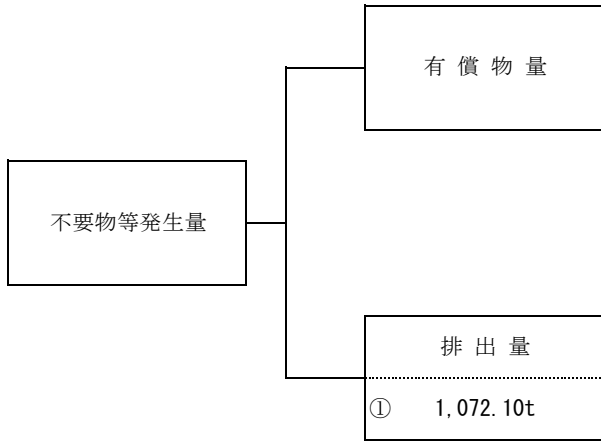 有 償 物 量
不要物等発生量
排 出 量
① 1,072.10t